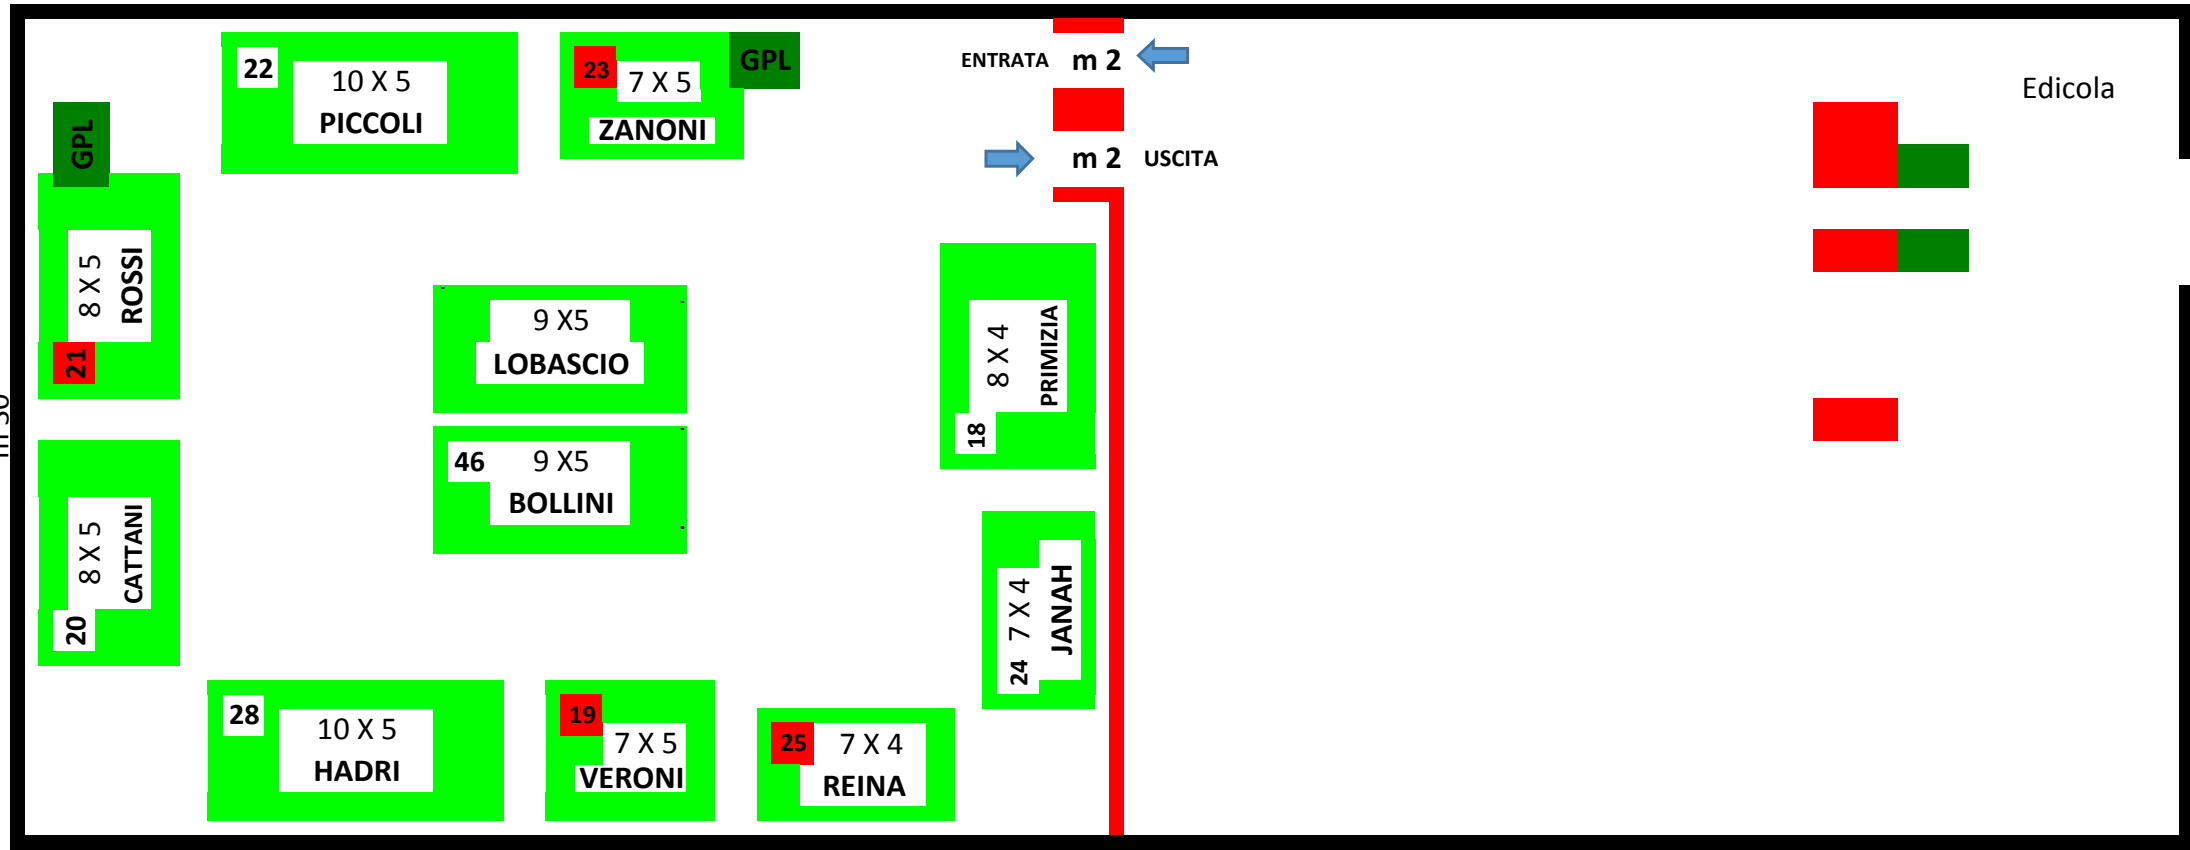 22
10 X 5
PICCOLI
23
7 X 5
ZANONI
GPL
ENTRATA
m 2
m 2
USCITA
Edicola
GPL
8 X 5
ROSSI
21
9 X5
LOBASCIO
8 X 4
PRIMIZIA
18
46
9 X5
BOLLINI
8 X 5
CATTANI
20
7 X 4
JANAH
24
28
10 X 5
HADRI
19
7 X 5
VERONI
25
7 X 4
REINA